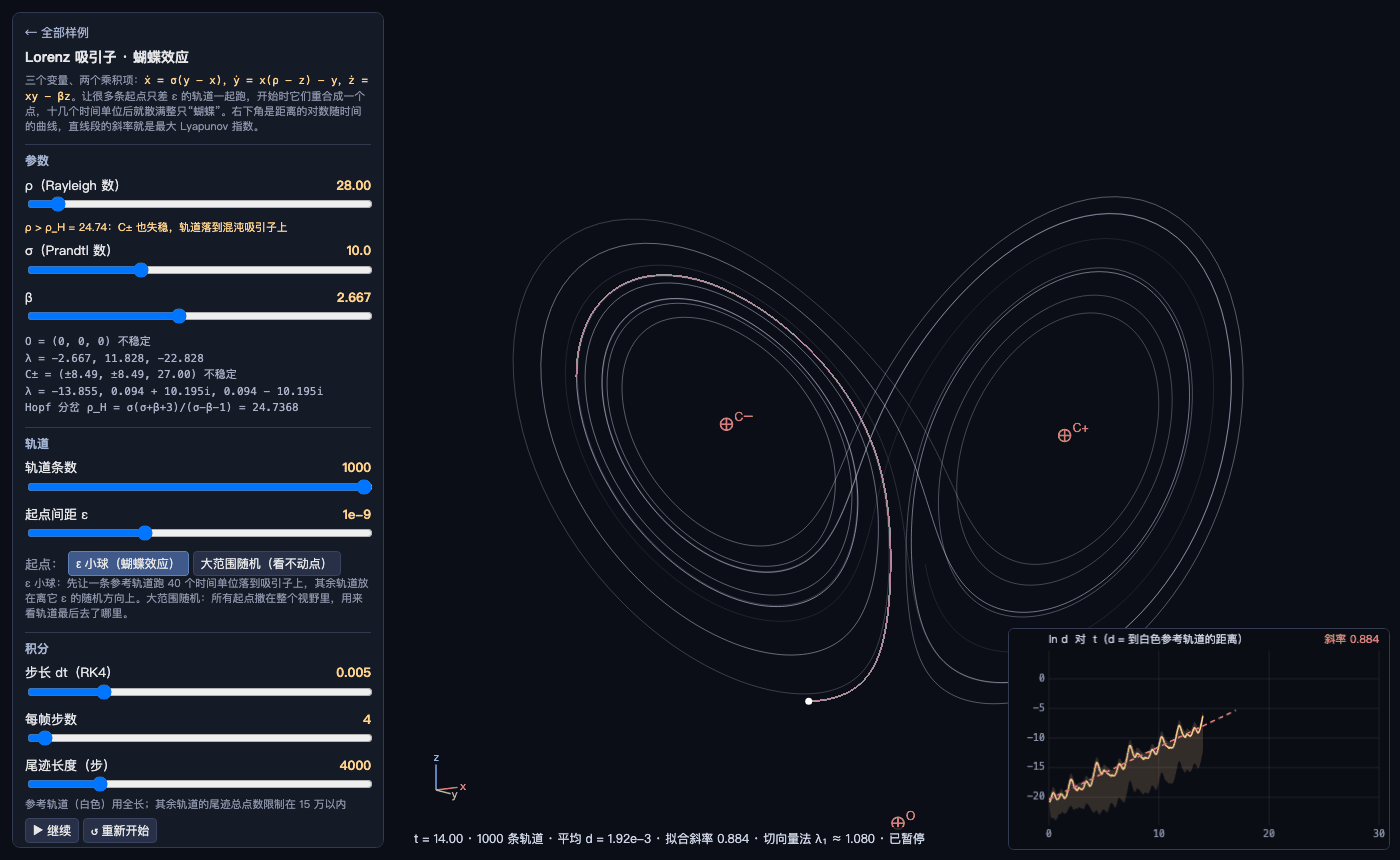 ← 全部样例
Lorenz 吸引子 · 蝴蝶效应
三个变量、两个乘积项：ẋ = σ(y − x), ẏ = x(ρ − z) − y, ż =
xy − βz。让很多条起点只差 ε 的轨道一起跑，开始时它们重合成一个
点，十几个时间单位后就散满整只“蝴蝶”。右下角是距离的对数随时间
的曲线，直线段的斜率就是最大 Lyapunov 指数。
参数
ρ（Rayleigh 数） 28.00
ρ > ρ_H = 24.74：C± 也失稳，轨道落到混沌吸引子上
σ（Prandtl 数） 10.0
β 2.667
O = (0, 0, 0) 不稳定
λ = −2.667, 11.828, −22.828
C± = (±8.49, ±8.49, 27.00) 不稳定
λ = −13.855, 0.094 + 10.195i, 0.094 − 10.195i
Hopf 分岔 ρ_H = σ(σ+β+3)/(σ−β−1) = 24.7368
轨道
轨道条数 1000
起点间距 ε 1e−9
起点： ε 小球（蝴蝶效应） 大范围随机（看不动点）
ε 小球：先让一条参考轨道跑 40 个时间单位落到吸引子上，其余轨道放
在离它 ε 的随机方向上。大范围随机：所有起点撒在整个视野里，用来
看轨道最后去了哪里。
积分
步长 dt（RK4） 0.005
每帧步数 4
尾迹长度（步） 4000
参考轨道（白色）用全长；其余轨道的尾迹总点数限制在 15 万以内
▶ 继续 ↺ 重新开始
C−
C+
O
z
x
y
t = 14.00 · 1000 条轨道 · 平均 d = 1.92e−3 · 拟合斜率 0.884 · 切向量法 λ₁ ≈ 1.080 · 已暂停
ln d 对 t（d = 到白色参考轨道的距离） 斜率 0.884
0
−5
−10
−15
−20
0 10 20 30